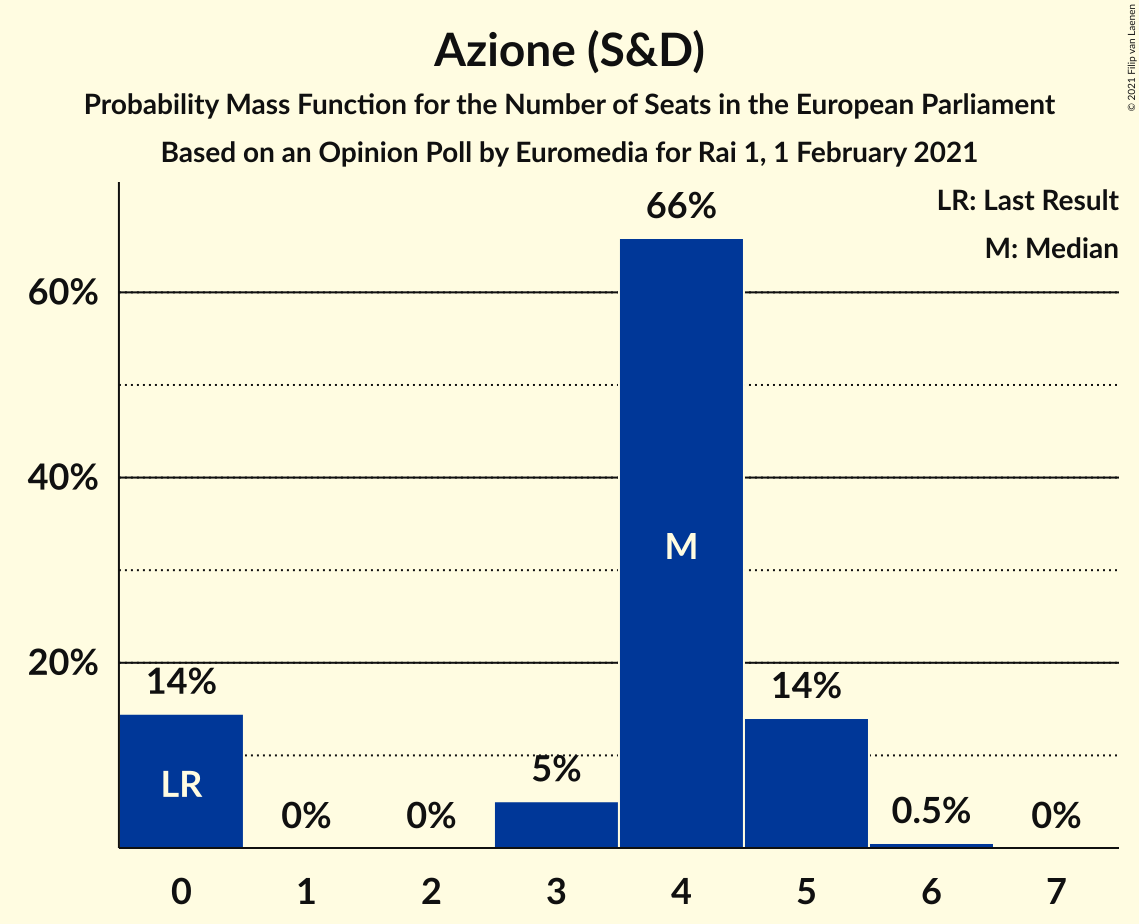 Azione (S&D)
Probability Mass Function for the Number of Seats in the European Parliament
Based on an Opinion Poll by Euromedia for Rai 1, 1 February 2021
© 2021 Filip van Laenen
LR: Last Result
M: Median
60%
40%
20%
14%
0%
0%
5%
66%
14%
0.5%
0%
LR
M
0
1
2
3
4
5
6
7